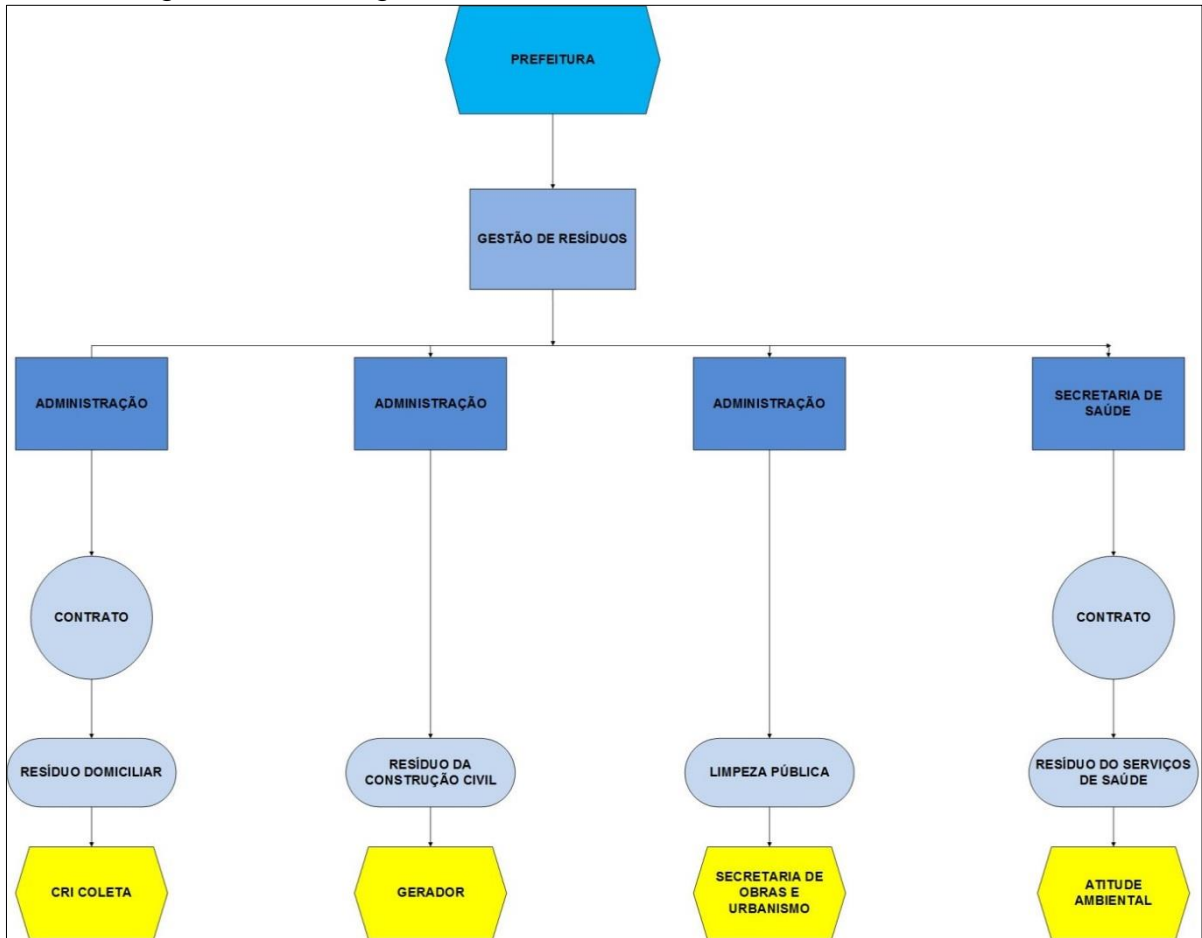 PREFEITURA
GESTÃO DE RESÍDUOS
ADMINISTRAÇÃO
ADMINISTRAÇÃO
ADMINISTRAÇÃO
SECRETARIA DE
SAÚDE
CONTRATO
CONTRATO
RESÍDUO DOMICILIAR
RESÍDUO DA
CONSTRUÇÃO CIVIL
LIMPEZA PÚBLICA
RESÍDUO DO SERVIÇOS
DE SAÚDE
CRI COLETA
GERADOR
SECRETARIA DE
OBRAS E
URBANISMO
ATITUDE
AMBIENTAL